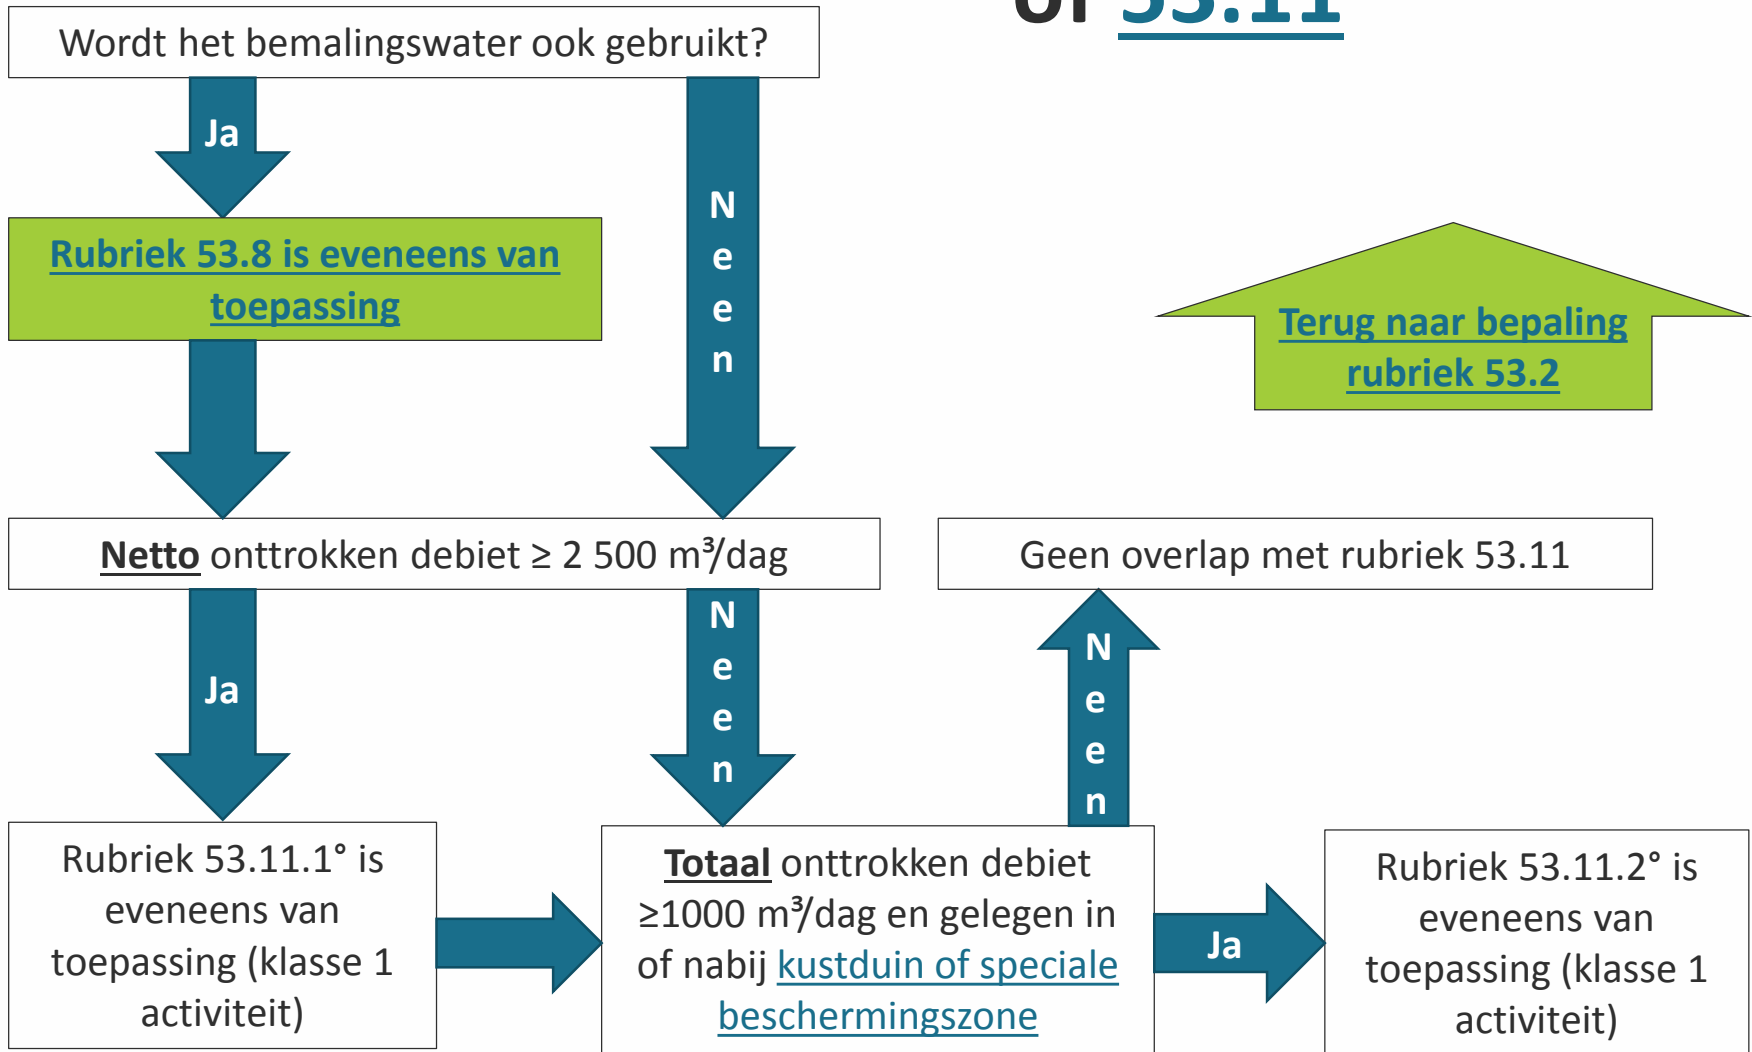 of 53.11
Wordt het bemalingswater ook gebruikt?
Ja
Neen
Rubriek 53.8 is eveneens van
toepassing
Terug naar bepaling
rubriek 53.2
Netto onttrokken debiet ≥ 2 500 m³/dag
Geen overlap met rubriek 53.11
Ja
Neen
Neen
Rubriek 53.11.1° is
eveneens van
toepassing (klasse 1
activiteit)
Totaal onttrokken debiet
≥1000 m³/dag en gelegen in
of nabij kustduin of speciale
beschermingszone
Ja
Rubriek 53.11.2° is
eveneens van
toepassing (klasse 1
activiteit)